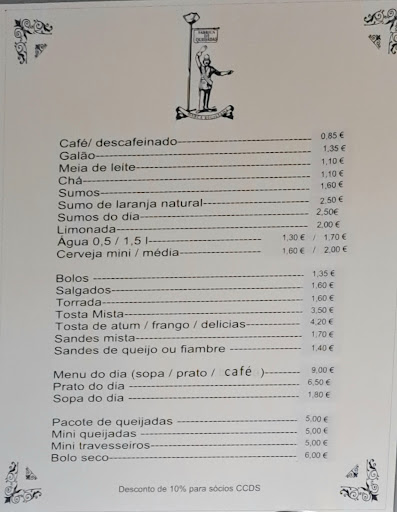 FABRICA DE QUEIJADAS
Café/ descafeinado 0,85 €
Galão 1,35 €
Meia de leite 1,10 €
Chá 1,10 €
Sumos 1,60 €
Sumo de laranja natural 2,50 €
Sumos do dia 2,50€
Limonada 2,00 €
Água 0,5 / 1,5 l 1,30 € / 1,70 €
Cerveja mini / média 1,60 € / 2,00 €
Bolos 1,35 €
Salgados 1,60 €
Torrada 1,60 €
Tosta Mista 3,50 €
Tosta de atum / frango / delicias 4,20 €
Sandes mista 1,70 €
Sandes de queijo ou fiambre 1,40 €
Menu do dia (sopa / prato / café ) 9,00 €
Prato do dia 6,50 €
Sopa do dia 1,80 €
Pacote de queijadas 5,00 €
Mini queijadas 5,00 €
Mini travesseiros 5,00 €
Bolo seco 6,00 €
Desconto de 10% para sócios CCDS